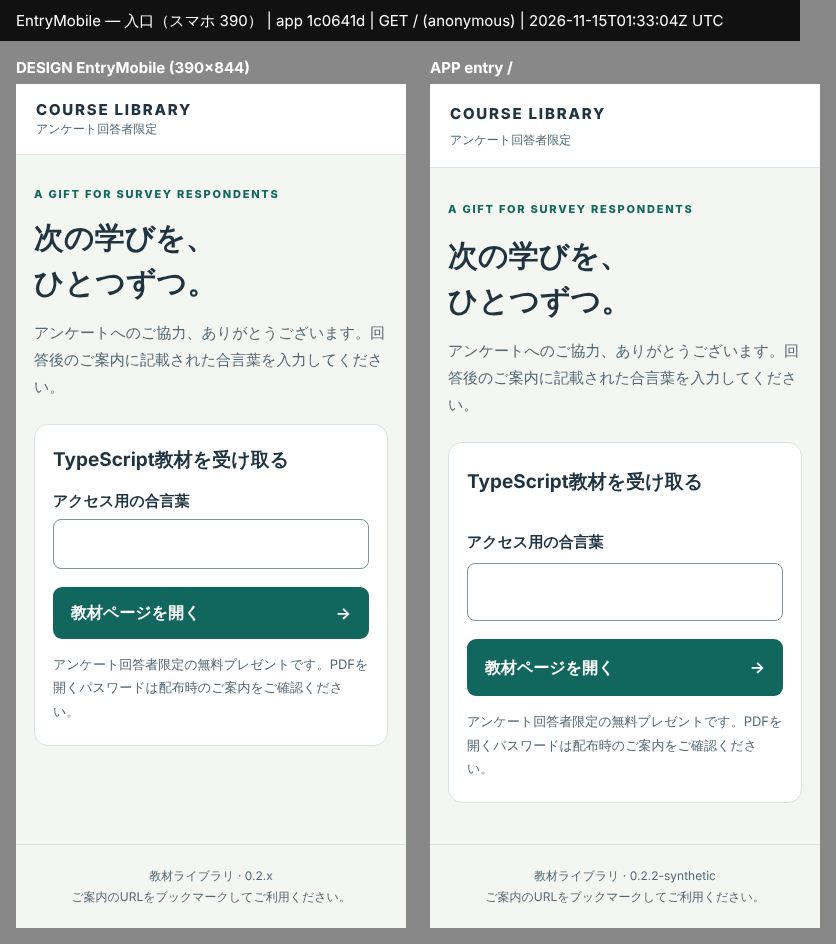 EntryMobile — 入口（スマホ 390） | app 1c0641d | GET / (anonymous) | 2026-11-15T01:33:04Z UTC
DESIGN EntryMobile (390×844)
COURSE LIBRARY
アンケート回答者限定
A GIFT FOR SURVEY RESPONDENTS
次の学びを、
ひとつずつ。
アンケートへのご協力、ありがとうございます。回
答後のご案内に記載された合言葉を入力してくださ
い。
TypeScript教材を受け取る
アクセス用の合言葉
教材ページを開く →
アンケート回答者限定の無料プレゼントです。PDFを
開くパスワードは配布時のご案内をご確認くださ
い。
教材ライブラリ · 0.2.x
ご案内のURLをブックマークしてご利用ください。
APP entry /
COURSE LIBRARY
アンケート回答者限定
A GIFT FOR SURVEY RESPONDENTS
次の学びを、
ひとつずつ。
アンケートへのご協力、ありがとうございます。回
答後のご案内に記載された合言葉を入力してくださ
い。
TypeScript教材を受け取る
アクセス用の合言葉
教材ページを開く →
アンケート回答者限定の無料プレゼントです。PDFを
開くパスワードは配布時のご案内をご確認くださ
い。
教材ライブラリ · 0.2.2-synthetic
ご案内のURLをブックマークしてご利用ください。